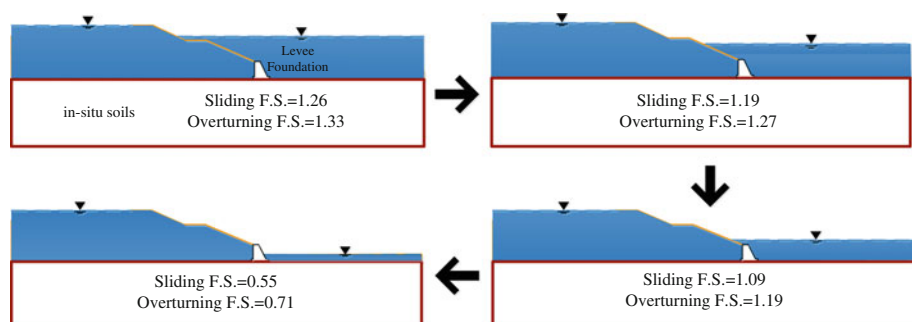 Levee
Foundation
in-situ soils
Sliding F.S.=1.26
Overturning F.S.=1.33
Sliding F.S.=1.19
Overturning F.S.=1.27
Sliding F.S.=1.09
Overturning F.S.=1.19
Sliding F.S.=0.55
Overturning F.S.=0.71